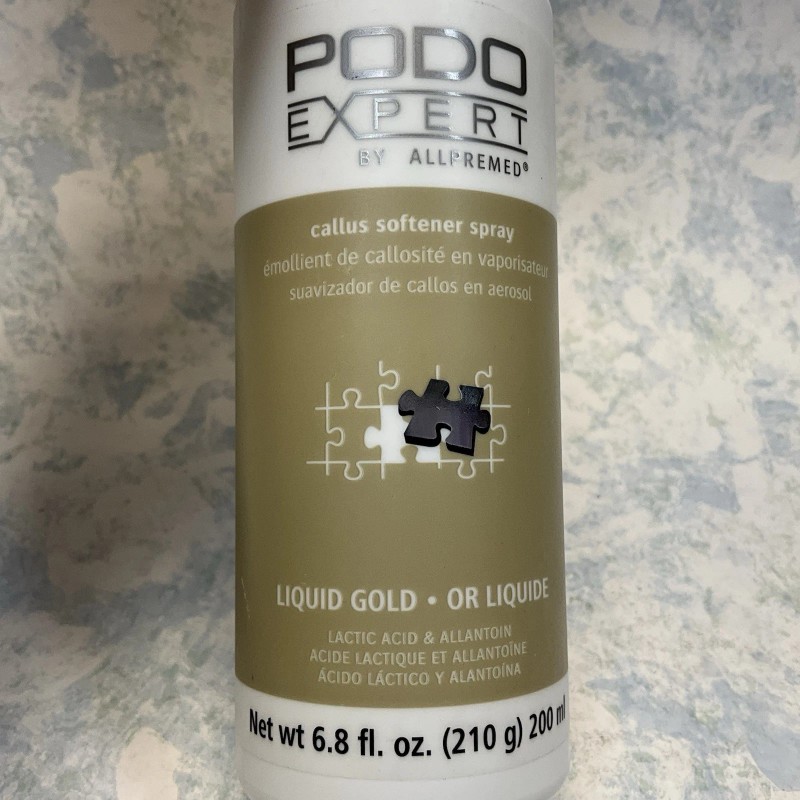 PODO
EXPERT
BY ALLPREMED®
callus softener spray
émollient de callosité en vaporisateur
suavizador de callos en aerosol
LIQUID GOLD • OR LIQUIDE
LACTIC ACID & ALLANTOIN
ACIDE LACTIQUE ET ALLANTOÏNE
ÁCIDO LÁCTICO Y ALANTOÍNA
Net wt 6.8 fl. oz. (210 g) 200 ml